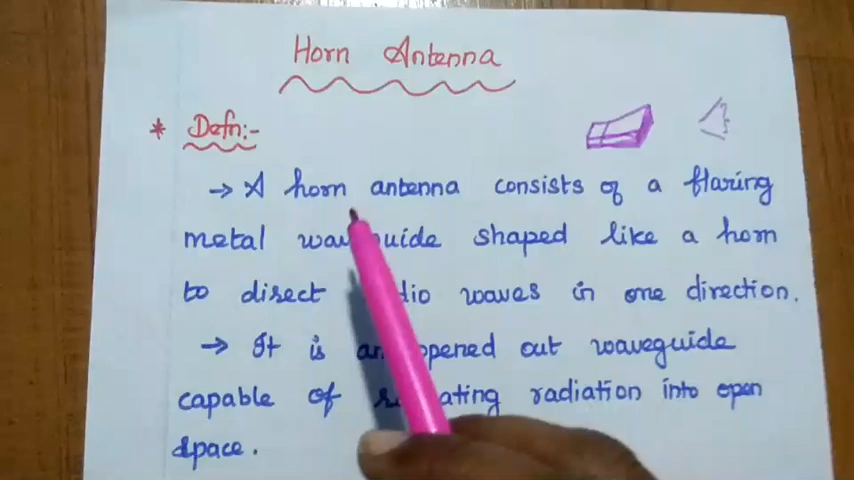 Horn Antenna
* Defn:-
→ A horn antenna consists of a flaring
metal waveguide shaped like a horn
to direct radio waves in one direction.
→ It is an opened out waveguide
capable of radiation into open
space.